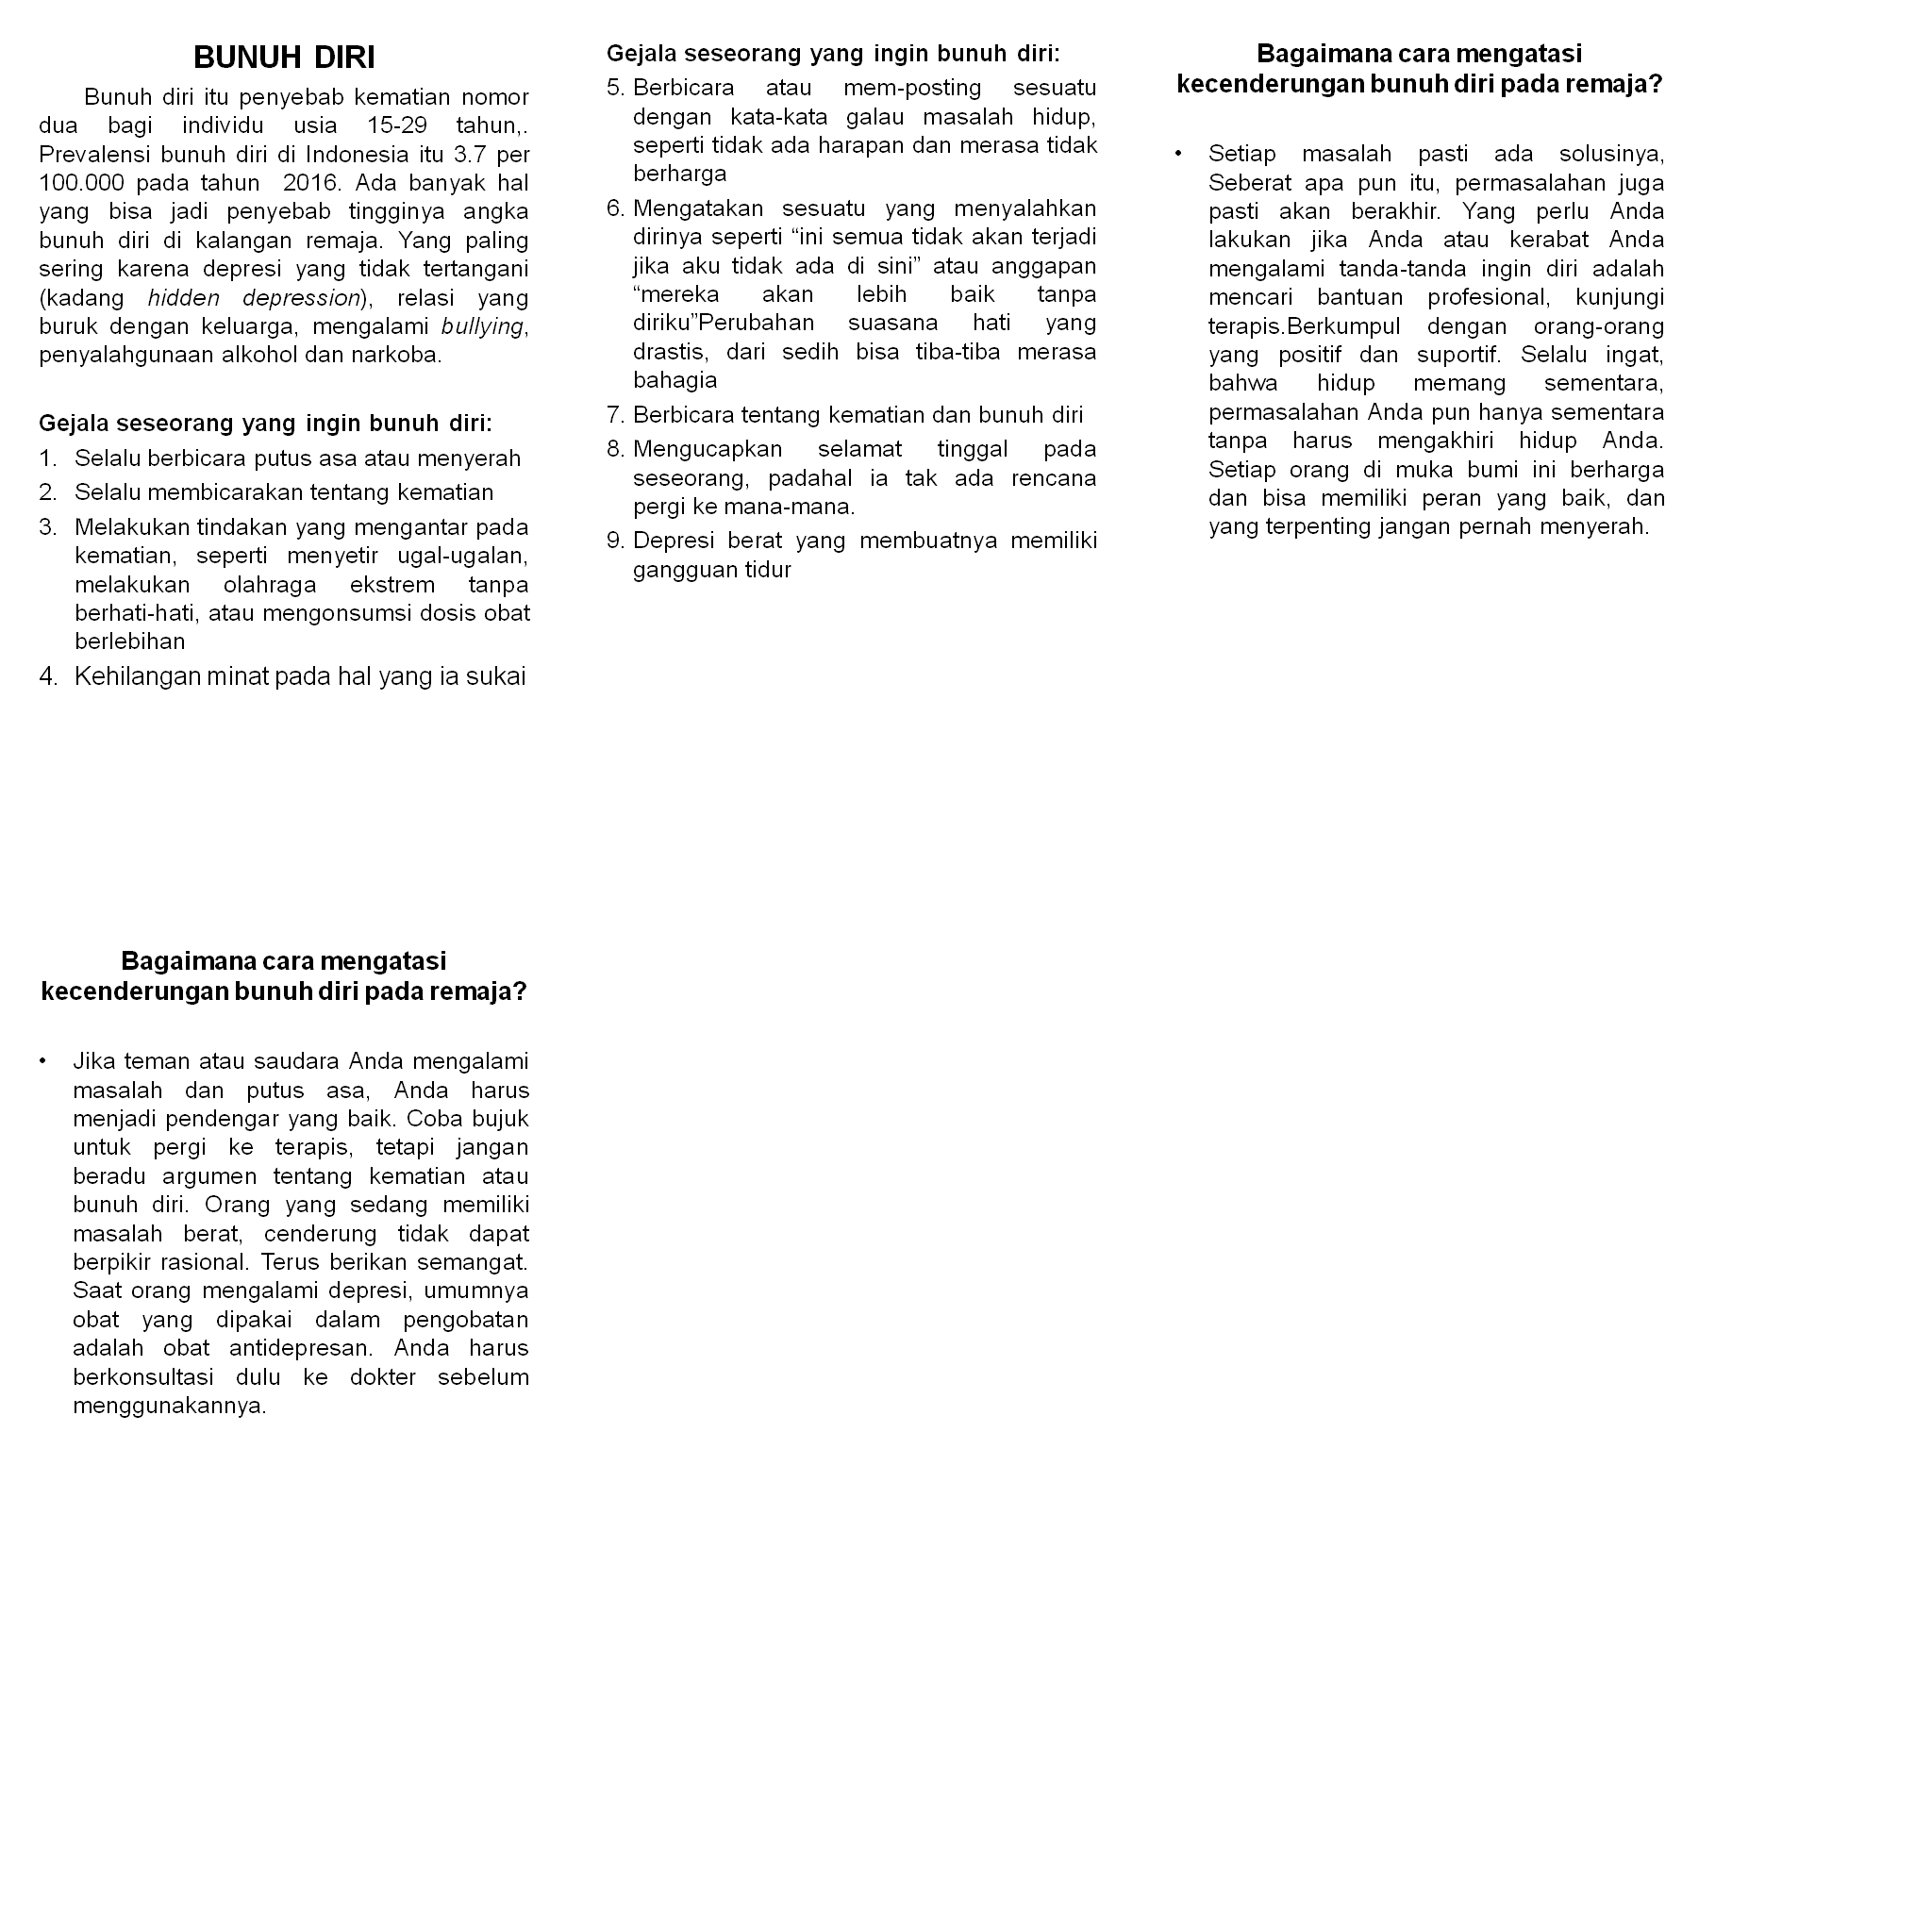 BUNUH DIRI
Bunuh diri itu penyebab kematian nomor
dua bagi individu usia 15-29 tahun,.
Prevalensi bunuh diri di Indonesia itu 3.7 per
100.000 pada tahun 2016. Ada banyak hal
yang bisa jadi penyebab tingginya angka
bunuh diri di kalangan remaja. Yang paling
sering karena depresi yang tidak tertangani
(kadang hidden depression), relasi yang
buruk dengan keluarga, mengalami bullying,
penyalahgunaan alkohol dan narkoba.
Gejala seseorang yang ingin bunuh diri:
1. Selalu berbicara putus asa atau menyerah
2. Selalu membicarakan tentang kematian
3. Melakukan tindakan yang mengantar pada
kematian, seperti menyetir ugal-ugalan,
melakukan olahraga ekstrem tanpa
berhati-hati, atau mengonsumsi dosis obat
berlebihan
4. Kehilangan minat pada hal yang ia sukai
Gejala seseorang yang ingin bunuh diri:
5. Berbicara atau mem-posting sesuatu
dengan kata-kata galau masalah hidup,
seperti tidak ada harapan dan merasa tidak
berharga
6. Mengatakan sesuatu yang menyalahkan
dirinya seperti “ini semua tidak akan terjadi
jika aku tidak ada di sini” atau anggapan
“mereka akan lebih baik tanpa
diriku”Perubahan suasana hati yang
drastis, dari sedih bisa tiba-tiba merasa
bahagia
7. Berbicara tentang kematian dan bunuh diri
8. Mengucapkan selamat tinggal pada
seseorang, padahal ia tak ada rencana
pergi ke mana-mana.
9. Depresi berat yang membuatnya memiliki
gangguan tidur
Bagaimana cara mengatasi
kecenderungan bunuh diri pada remaja?
• Setiap masalah pasti ada solusinya,
Seberat apa pun itu, permasalahan juga
pasti akan berakhir. Yang perlu Anda
lakukan jika Anda atau kerabat Anda
mengalami tanda-tanda ingin diri adalah
mencari bantuan profesional, kunjungi
terapis.Berkumpul dengan orang-orang
yang positif dan suportif. Selalu ingat,
bahwa hidup memang sementara,
permasalahan Anda pun hanya sementara
tanpa harus mengakhiri hidup Anda.
Setiap orang di muka bumi ini berharga
dan bisa memiliki peran yang baik, dan
yang terpenting jangan pernah menyerah.
Bagaimana cara mengatasi
kecenderungan bunuh diri pada remaja?
• Jika teman atau saudara Anda mengalami
masalah dan putus asa, Anda harus
menjadi pendengar yang baik. Coba bujuk
untuk pergi ke terapis, tetapi jangan
beradu argumen tentang kematian atau
bunuh diri. Orang yang sedang memiliki
masalah berat, cenderung tidak dapat
berpikir rasional. Terus berikan semangat.
Saat orang mengalami depresi, umumnya
obat yang dipakai dalam pengobatan
adalah obat antidepresan. Anda harus
berkonsultasi dulu ke dokter sebelum
menggunakannya.